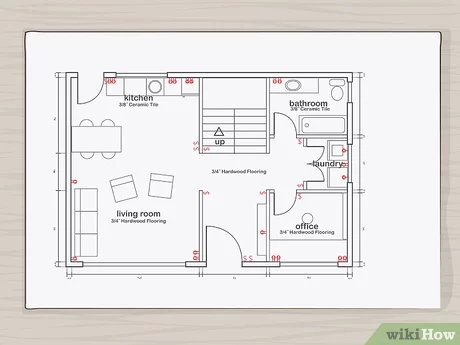 kitchen
3/8" Ceramic Tile
bathroom
3/8" Ceramic Tile
up
laundry
3/4" Hardwood Flooring
living room
3/4" Hardwood Flooring
office
3/4" Hardwood Flooring
wikiHow